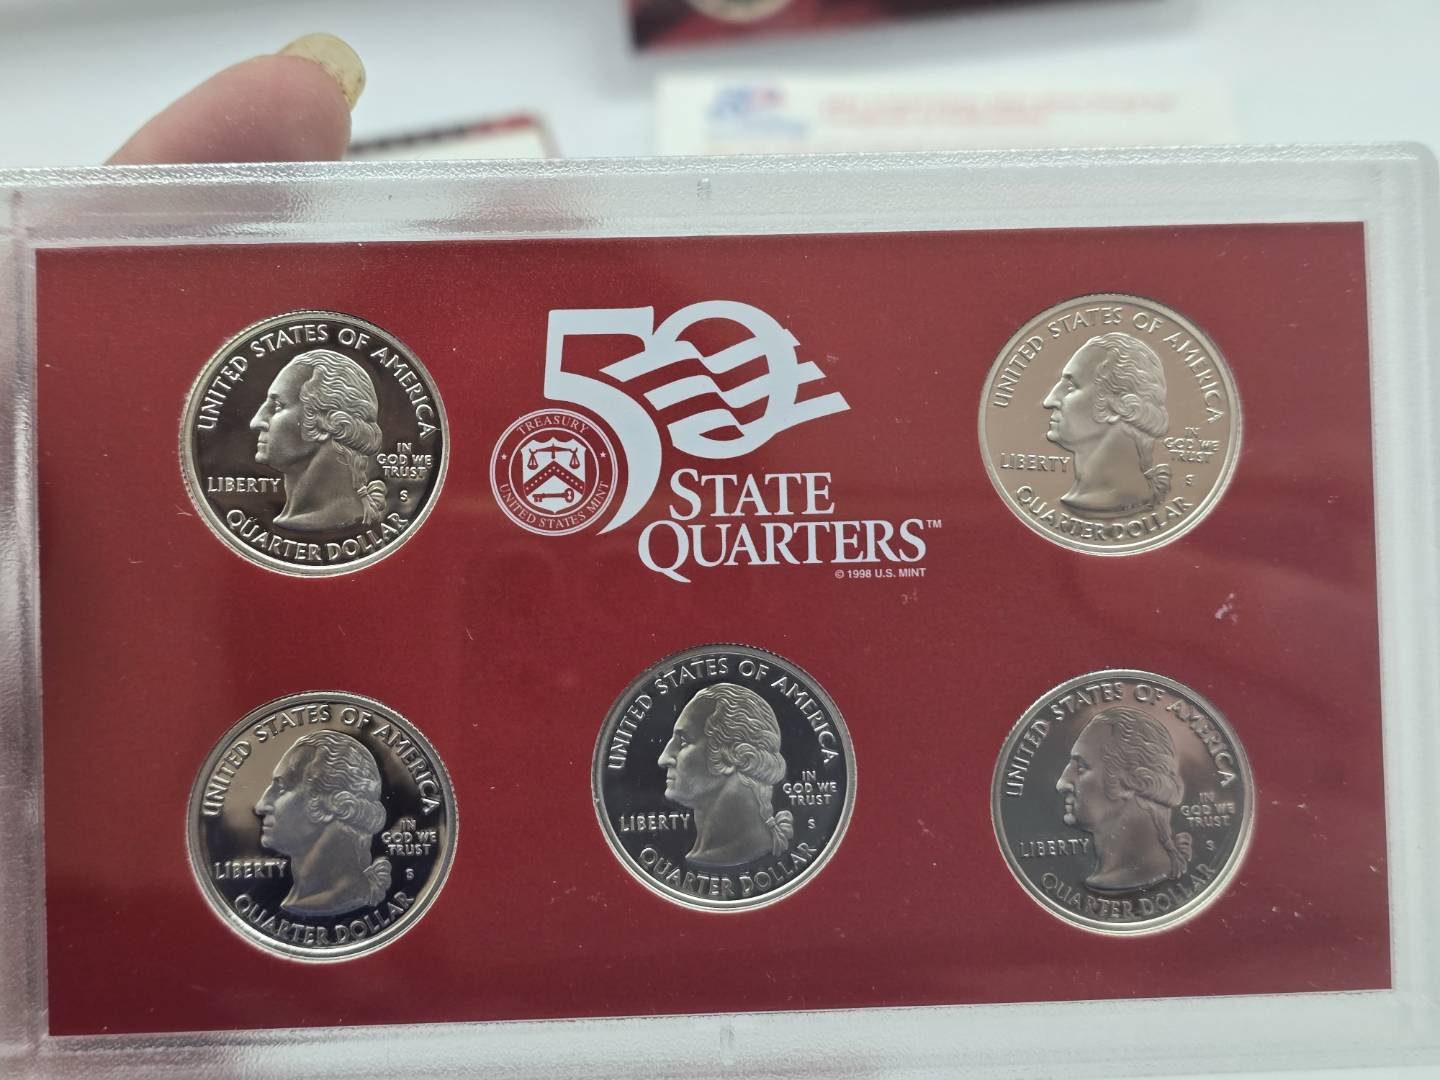 UNITED STATES OF AMERICA
IN
GOD WE
TRUST
LIBERTY
S
QUARTER DOLLAR
50
STATE
QUARTERS™
© 1998 U.S. MINT
TREASURY
UNITED STATES MINT
UNITED STATES OF AMERICA
IN
GOD WE
TRUST
LIBERTY
S
QUARTER DOLLAR
UNITED STATES OF AMERICA
IN
GOD WE
TRUST
LIBERTY
S
QUARTER DOLLAR
UNITED STATES OF AMERICA
IN
GOD WE
TRUST
LIBERTY
S
QUARTER DOLLAR
UNITED STATES OF AMERICA
IN
GOD WE
TRUST
LIBERTY
S
QUARTER DOLLAR